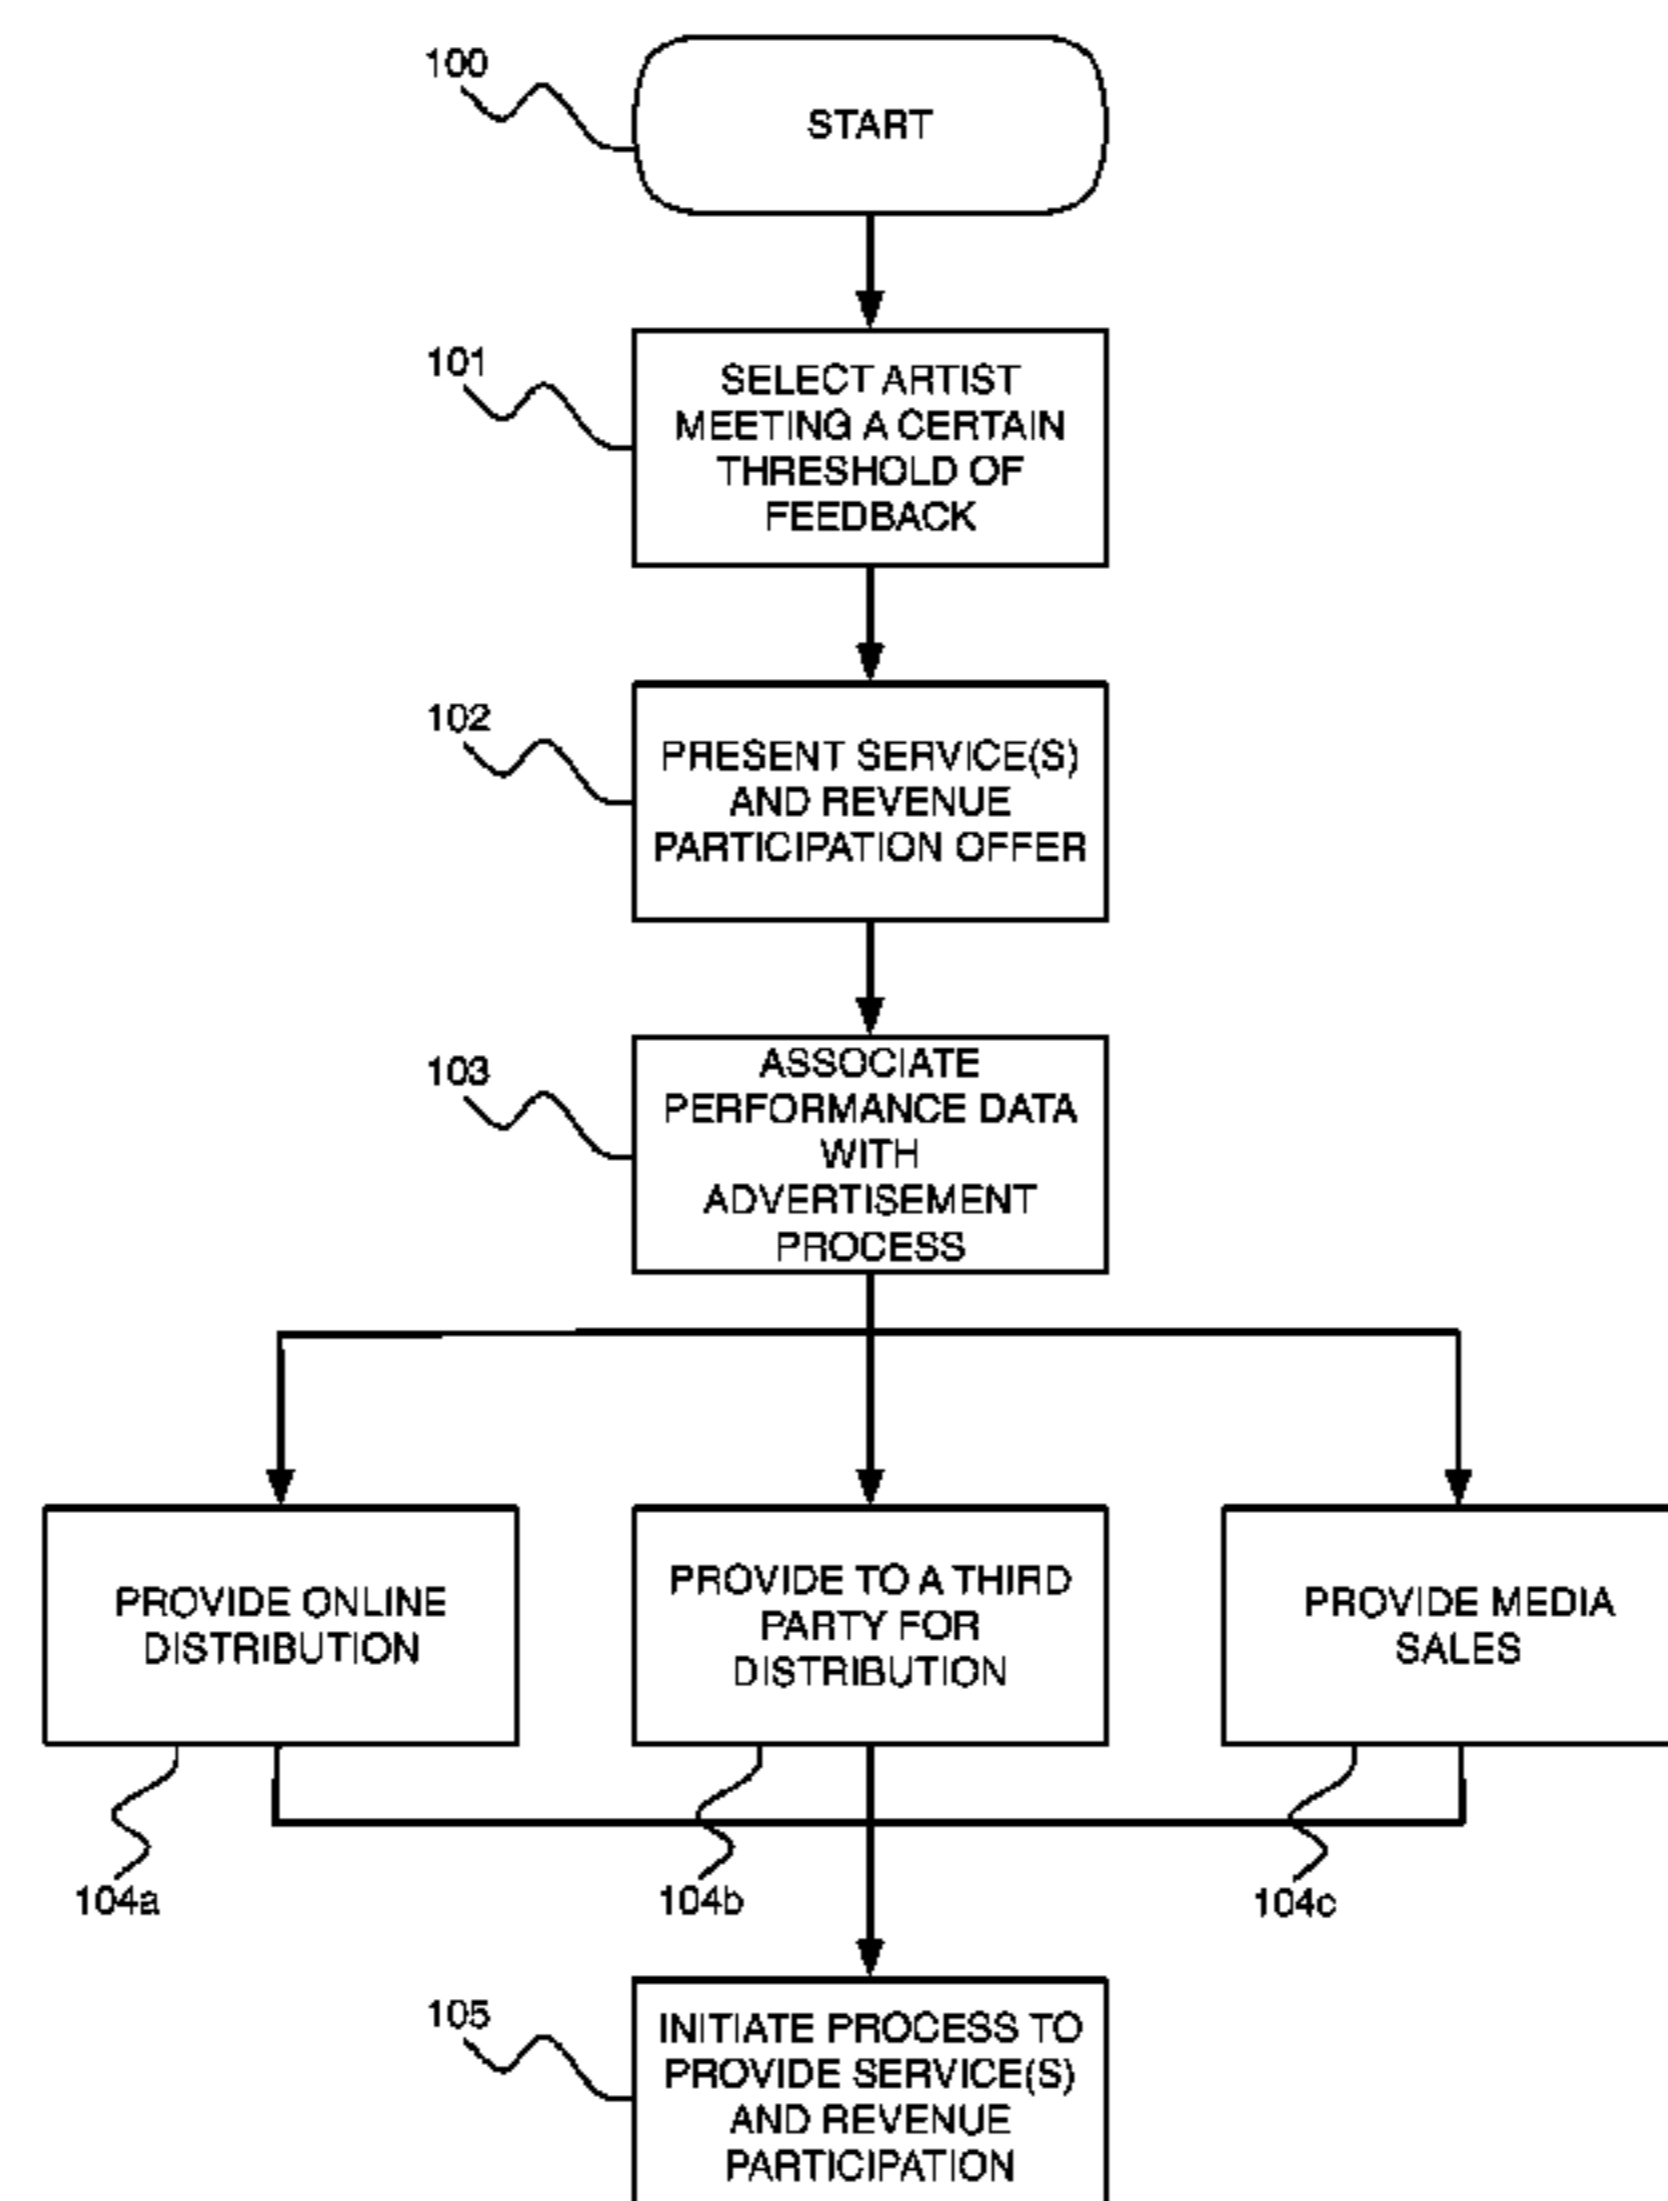 100
START
101
SELECT ARTIST
MEETING A CERTAIN
THRESHOLD OF
FEEDBACK
102
PRESENT SERVICE(S)
AND REVENUE
PARTICIPATION OFFER
103
ASSOCIATE
PERFORMANCE DATA
WITH
ADVERTISEMENT
PROCESS
PROVIDE ONLINE
DISTRIBUTION
PROVIDE TO A THIRD
PARTY FOR
DISTRIBUTION
PROVIDE MEDIA
SALES
104a
104b
104c
105
INITIATE PROCESS TO
PROVIDE SERVICE(S)
AND REVENUE
PARTICIPATION